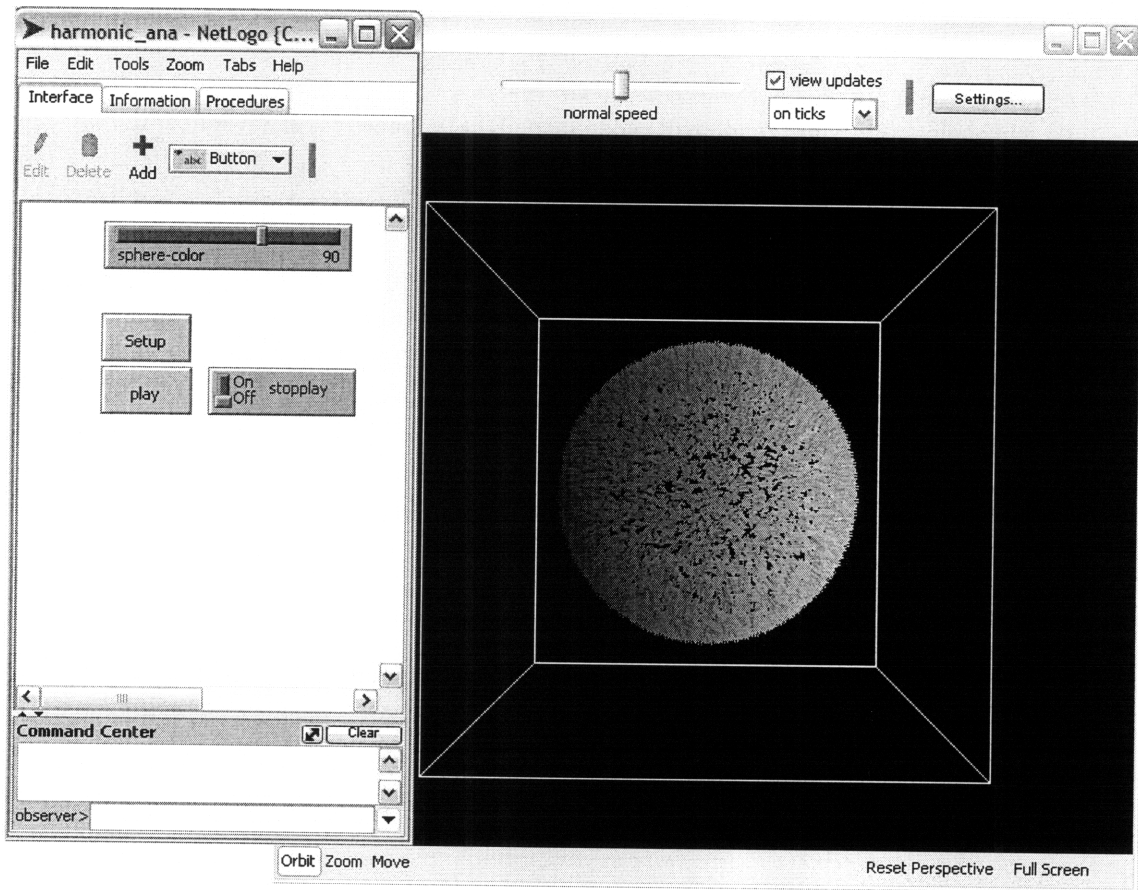 harmonic_ana - NetLogo {C...
File Edit Tools Zoom Tabs Help
Interface Information Procedures
Edit Delete Add abc Button
normal speed
view updates
on ticks
Settings...
sphere-color 90
Setup
play
On
Off
stopplay
Command Center
Clear
observer>
Orbit Zoom Move
Reset Perspective Full Screen